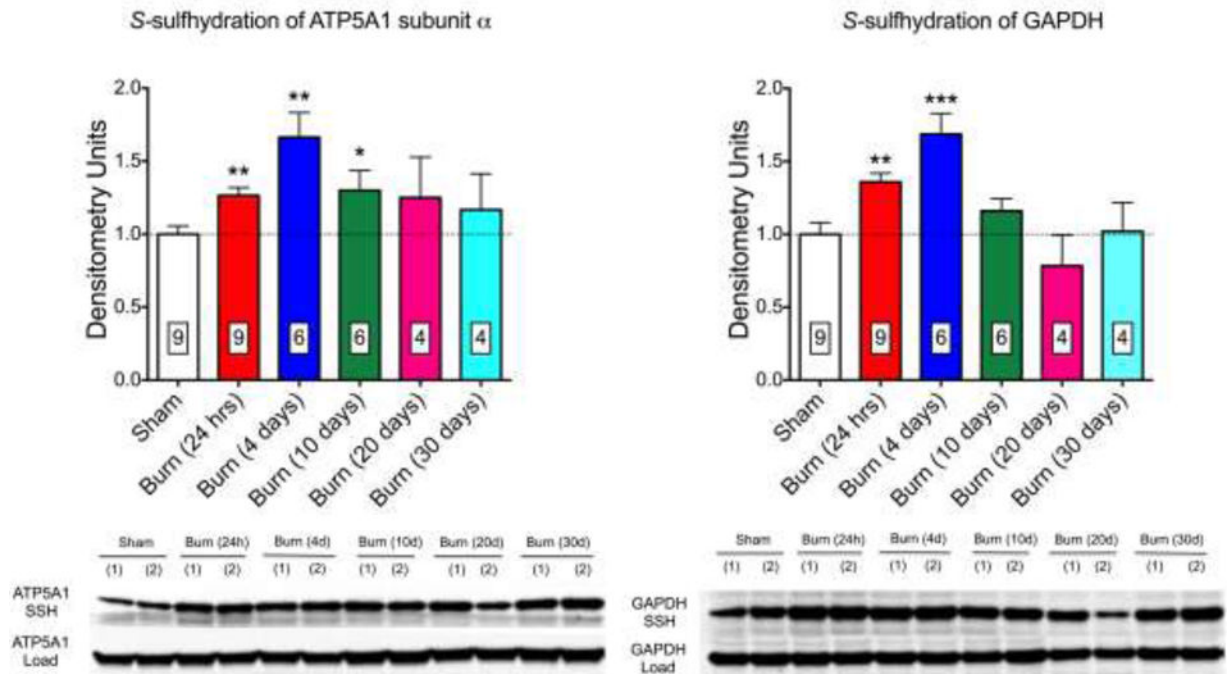 S-sulfhydration of ATP5A1 subunit α
Densitometry Units
2.0
1.5
1.0
0.5
0.0
**
**
*
9
9
6
6
4
4
Sham
Burn (24 hrs)
Burn (4 days)
Burn (10 days)
Burn (20 days)
Burn (30 days)
Sham Burn (24h) Burn (4d) Burn (10d) Burn (20d) Burn (30d)
(1) (2) (1) (2) (1) (2) (1) (2) (1) (2) (1) (2)
ATP5A1
SSH
ATP5A1
Load
S-sulfhydration of GAPDH
Densitometry Units
2.0
1.5
1.0
0.5
0.0
**
***
9
9
6
6
4
4
Sham
Burn (24 hrs)
Burn (4 days)
Burn (10 days)
Burn (20 days)
Burn (30 days)
Sham Burn (24h) Burn (4d) Burn (10d) Burn (20d) Burn (30d)
(1) (2) (1) (2) (1) (2) (1) (2) (1) (2) (1) (2)
GAPDH
SSH
GAPDH
Load